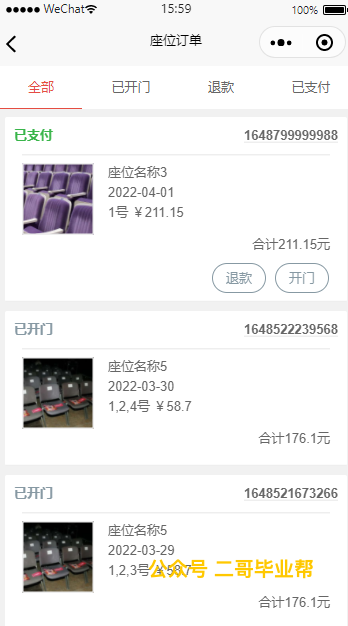 WeChat 15:59 100%
座位订单
全部 已开门 退款 已支付
已支付 1648799999988
座位名称3
2022-04-01
1号 ￥211.15
合计211.15元
退款 开门
已开门 1648522239568
座位名称5
2022-03-30
1,2,4号 ￥58.7
合计176.1元
已开门 1648521673266
座位名称5
2022-03-29
1,2,3号 ￥58.7
公众号 二哥毕业帮
合计176.1元